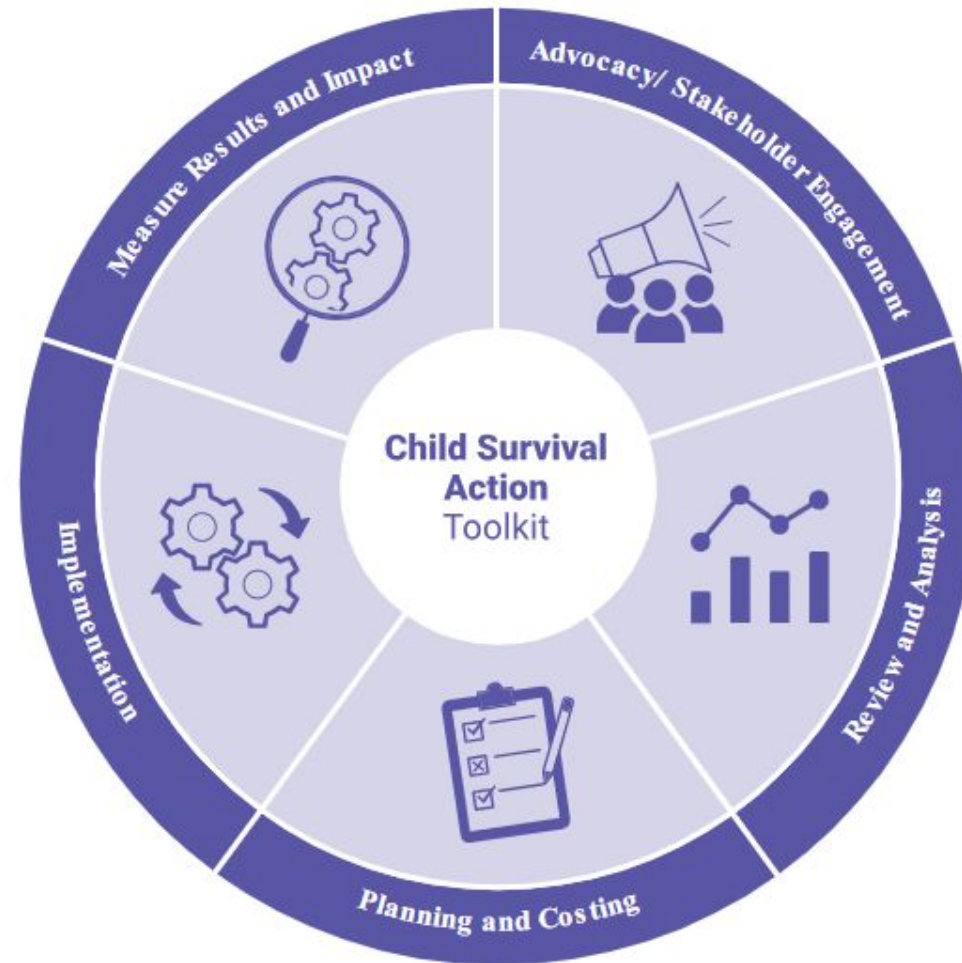 Child Survival
Action
Toolkit
Advocacy/ Stakeholder Engagement
Review and Analysis
Planning and Costing
Implementation
Measure Results and Impact